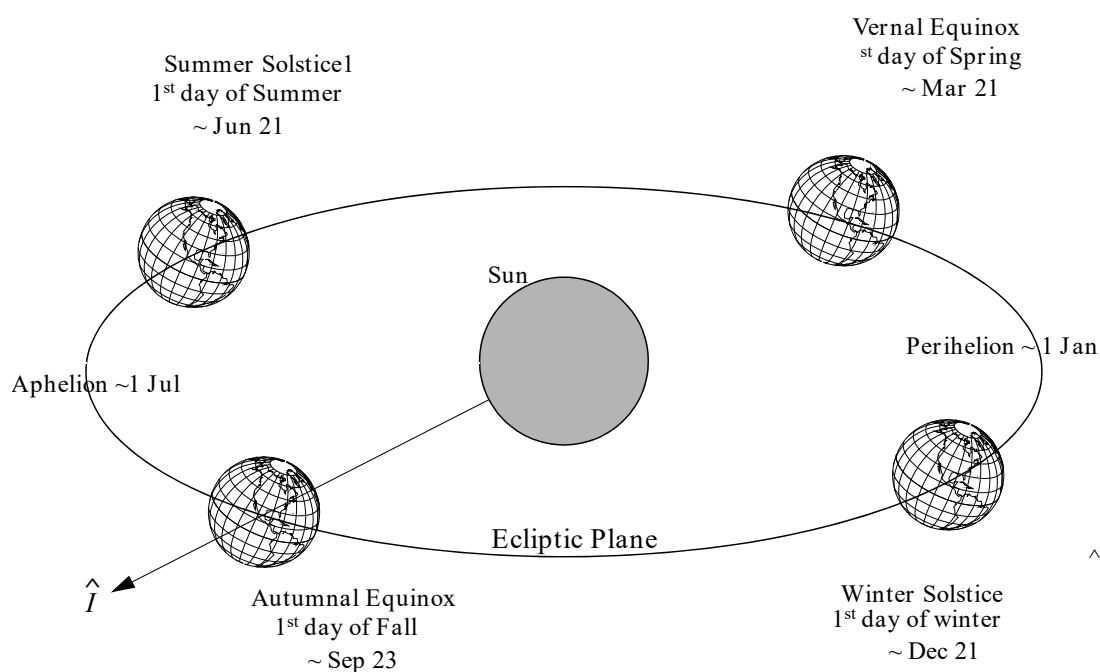 Vernal Equinox
st day of Spring
~ Mar 21
Summer Solstice1
1st day of Summer
~ Jun 21
Sun
Perihelion ~ 1 Jan
Aphelion ~1 Jul
Ecliptic Plane
^
Î
Autumnal Equinox
1st day of Fall
~ Sep 23
Winter Solstice
1st day of winter
~ Dec 21